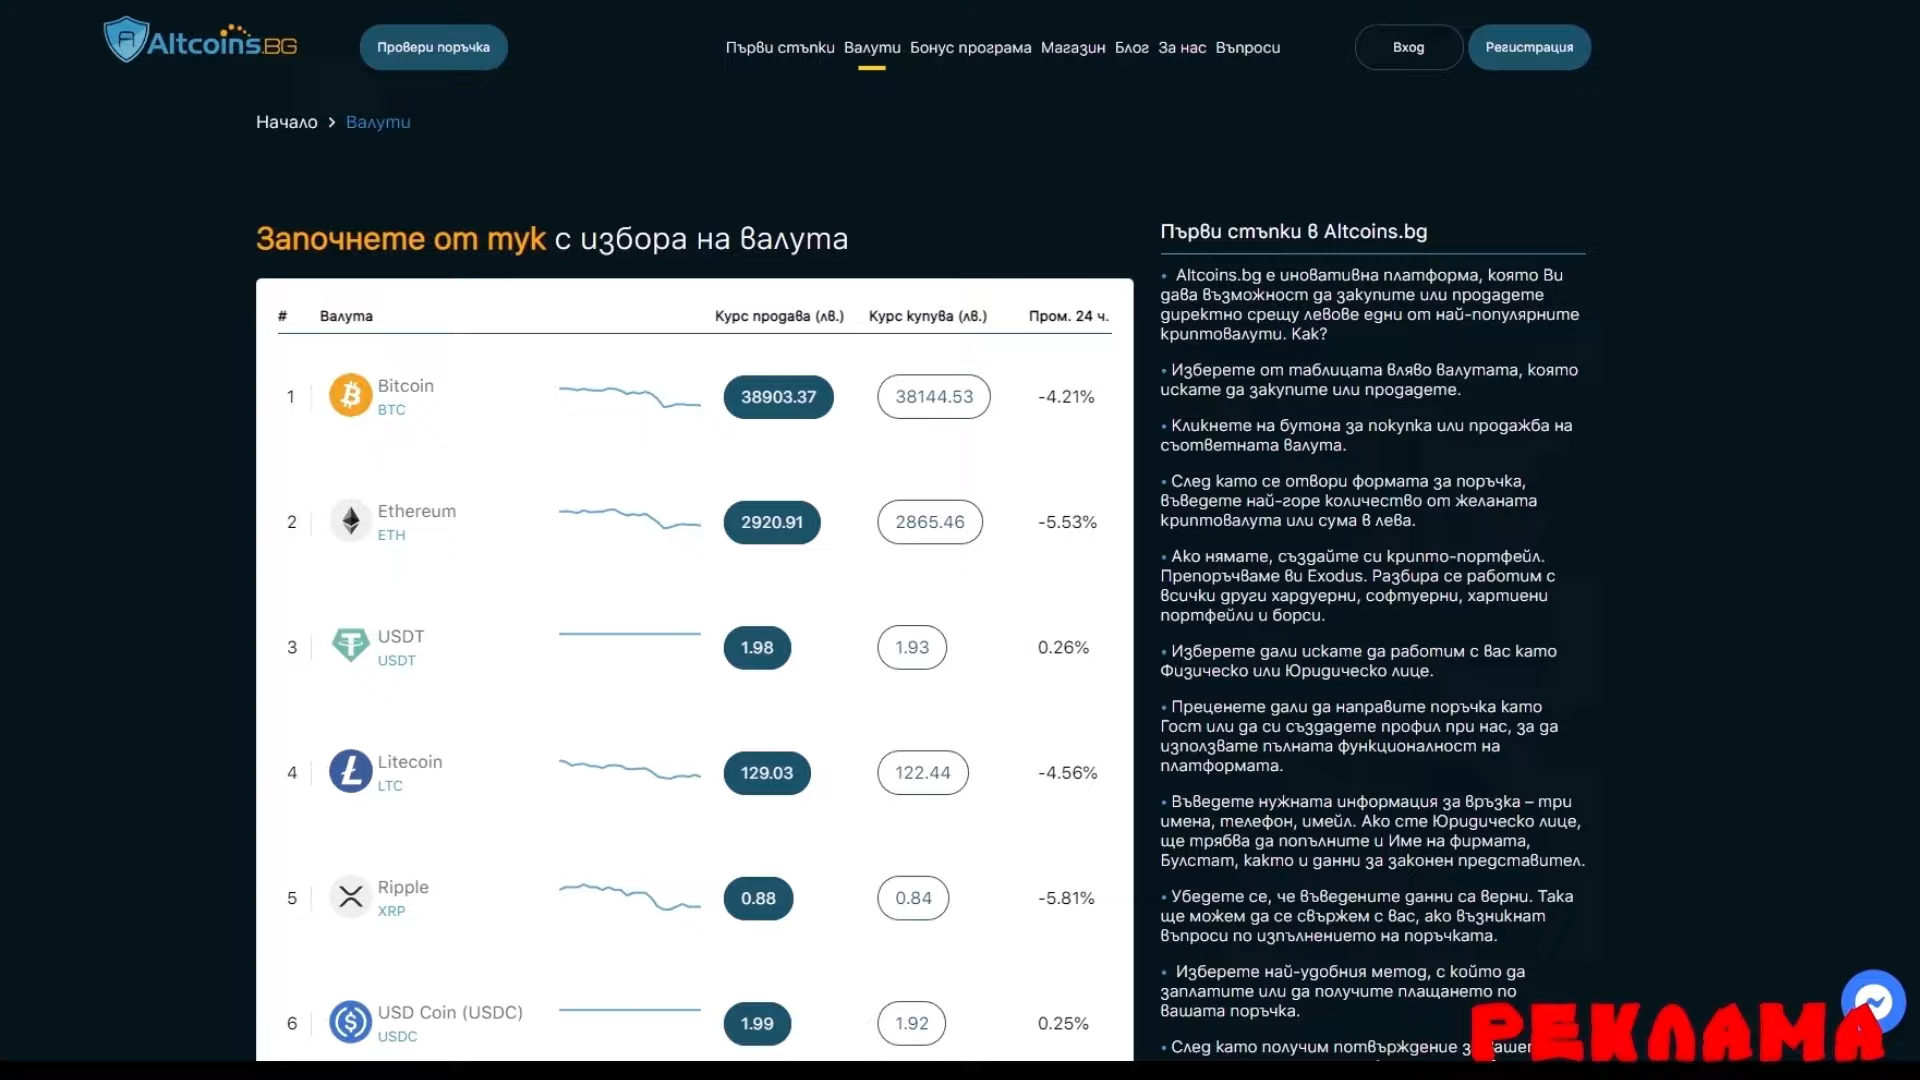 Altcoins.BG
Провери поръчка
Първи стъпки Валути Бонус програма Магазин Блог За нас Въпроси
Вход
Регистрация
Начало > Валути
Започнете от тук с избора на валута
# Валута Курс продава (лв.) Курс купува (лв.) Пром. 24 ч.
1 Bitcoin BTC 38903.37 38144.53 -4.21%
2 Ethereum ETH 2920.91 2865.46 -5.53%
3 USDT USDT 1.98 1.93 0.26%
4 Litecoin LTC 129.03 122.44 -4.56%
5 Ripple XRP 0.88 0.84 -5.81%
6 USD Coin (USDC) USDC 1.99 1.92 0.25%
Първи стъпки в Altcoins.bg
• Altcoins.bg е иновативна платформа, която Ви
дава възможност да закупите или продадете
директно срещу левове едни от най-популярните
криптовалути. Как?
• Изберете от таблицата вляво валутата, която
искате да закупите или продадете.
• Кликнете на бутона за покупка или продажба на
съответната валута.
• След като се отвори формата за поръчка,
въведете най-горе количество от желаната
криптовалута или сума в лева.
• Ако нямате, създайте си крипто-портфейл.
Препоръчваме ви Exodus. Разбира се работим с
всички други хардуерни, софтуерни, хартиени
портфейли и борси.
• Изберете дали искате да работим с вас като
Физическо или Юридическо лице.
• Преценете дали да направите поръчка като
Гост или да си създадете профил при нас, за да
използвате пълната функционалност на
платформата.
• Въведете нужната информация за връзка – три
имена, телефон, имейл. Ако сте Юридическо лице,
ще трябва да попълните и Име на фирмата,
Булстат, както и данни за законен представител.
• Убедете се, че въведените данни са верни. Така
ще можем да се свържем с вас, ако възникнат
въпроси по изпълнението на поръчката.
• Изберете най-удобния метод, с който да
заплатите или да получите плащането по
вашата поръчка.
• След като получим потвърждение
РЕКЛАМА